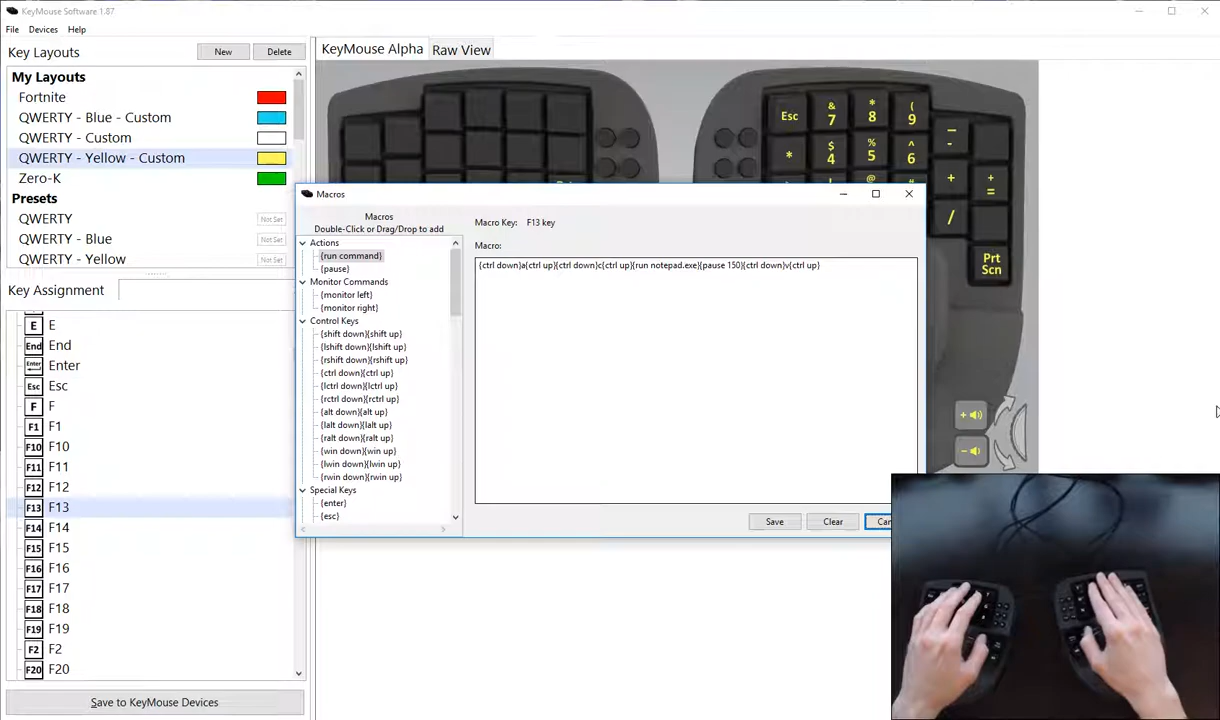 KeyMouse Software 1.87
File Devices Help
Key Layouts New Delete
My Layouts
Fortnite
QWERTY - Blue - Custom
QWERTY - Custom
QWERTY - Yellow - Custom
Zero-K
Presets
QWERTY Not Set
QWERTY - Blue Not Set
QWERTY - Yellow Not Set
Key Assignment
E E
End End
Enter Enter
Esc Esc
F F
F1 F1
F10 F10
F11 F11
F12 F12
F13 F13
F14 F14
F15 F15
F16 F16
F17 F17
F18 F18
F19 F19
F2 F2
F20 F20
Save to KeyMouse Devices
KeyMouse Alpha Raw View
Esc & 7 * 8 ( 9 _ -
* $ 4 % 5 ^ 6 + + =
@ /
Prt Scn
+
-
Macros
Macros
Double-Click or Drag/Drop to add
Actions
{run command}
{pause}
Monitor Commands
{monitor left}
{monitor right}
Control Keys
{shift down}{shift up}
{lshift down}{lshift up}
{rshift down}{rshift up}
{ctrl down}{ctrl up}
{lctrl down}{lctrl up}
{rctrl down}{rctrl up}
{alt down}{alt up}
{lalt down}{lalt up}
{ralt down}{ralt up}
{win down}{win up}
{lwin down}{lwin up}
{rwin down}{rwin up}
Special Keys
{enter}
{esc}
Macro Key: F13 key
Macro:
{ctrl down}a{ctrl up}{ctrl down}c{ctrl up}{run notepad.exe}{pause 150}{ctrl down}v{ctrl up}
Save Clear Can